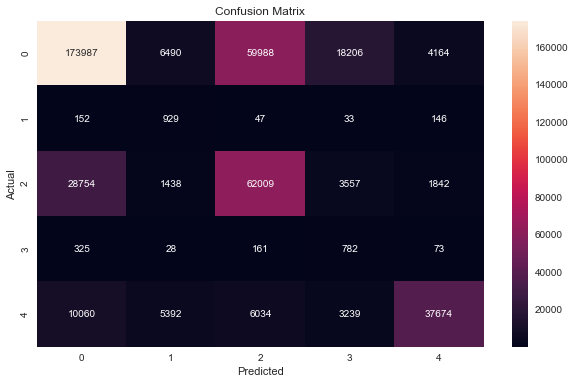 Confusion Matrix
0 173987 6490 59988 18206 4164
1 152 929 47 33 146
2 28754 1438 62009 3557 1842
3 325 28 161 782 73
4 10060 5392 6034 3239 37674
0 1 2 3 4
Predicted
Actual
160000
140000
120000
100000
80000
60000
40000
20000